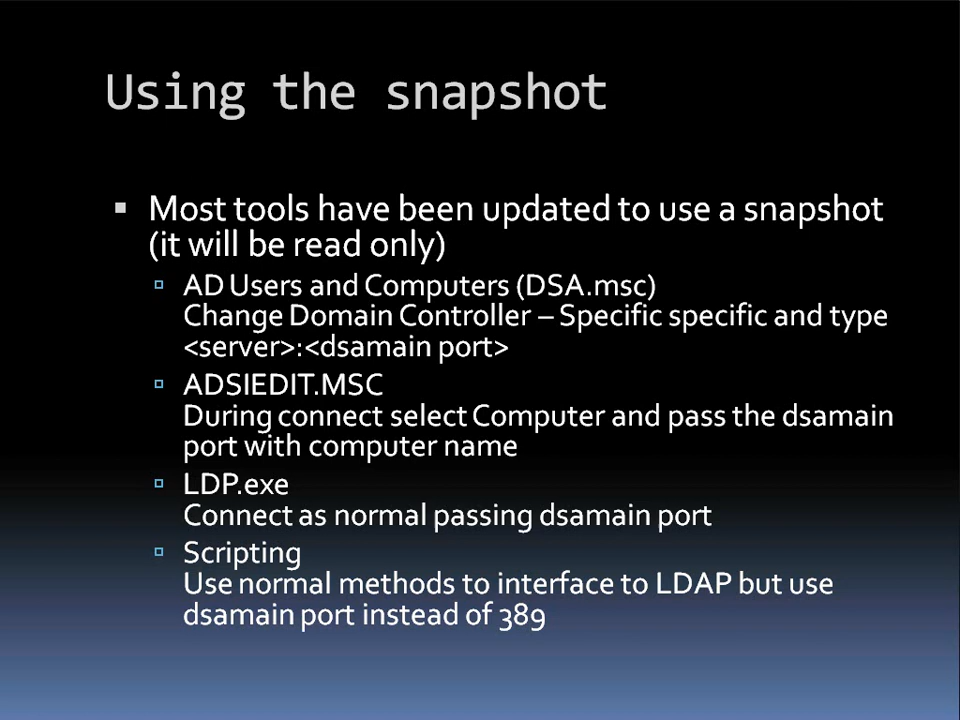 Using the snapshot
▪ Most tools have been updated to use a snapshot
(it will be read only)
▫ AD Users and Computers (DSA.msc)
Change Domain Controller – Specific specific and type
<server>:<dsamain port>
▫ ADSIEDIT.MSC
During connect select Computer and pass the dsamain
port with computer name
▫ LDP.exe
Connect as normal passing dsamain port
▫ Scripting
Use normal methods to interface to LDAP but use
dsamain port instead of 389